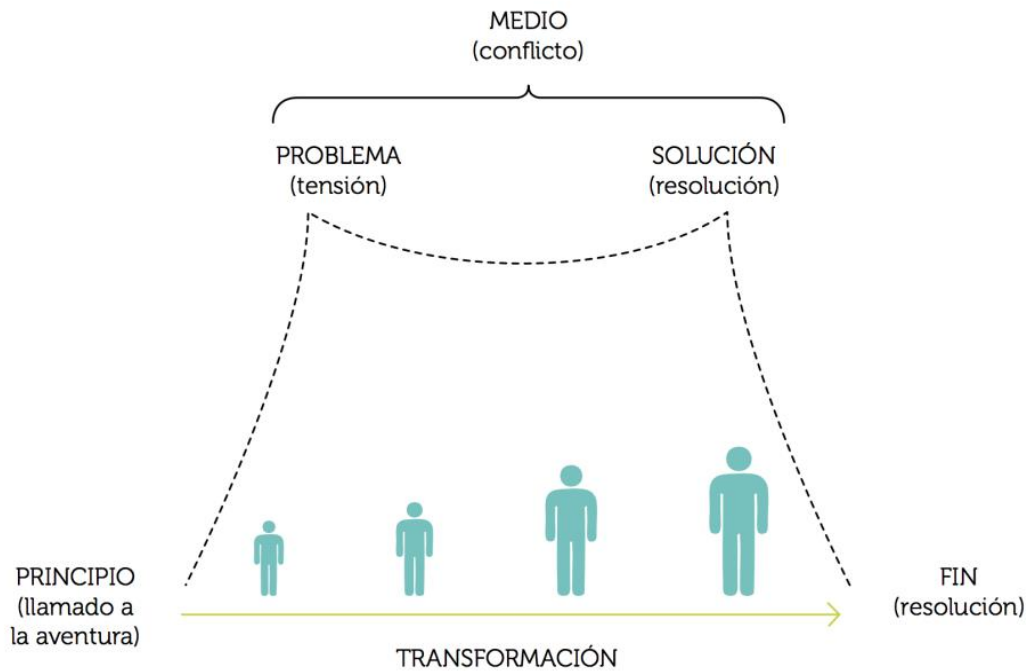 MEDIO
(conflicto)
PROBLEMA
(tensión)
SOLUCIÓN
(resolución)
PRINCIPIO
(llamado a
la aventura)
FIN
(resolución)
TRANSFORMACIÓN